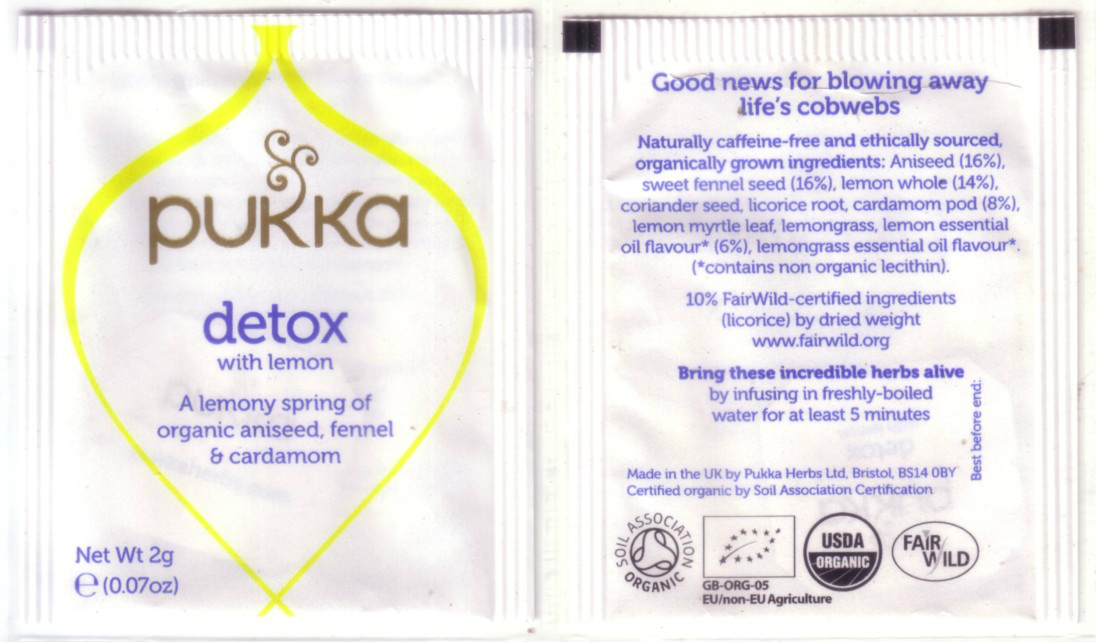 pukka
detox
with lemon
A lemony spring of
organic aniseed, fennel
& cardamom
Net Wt 2g
℮ (0.07oz)
Good news for blowing away
life's cobwebs
Naturally caffeine-free and ethically sourced,
organically grown ingredients: Aniseed (16%),
sweet fennel seed (16%), lemon whole (14%),
coriander seed, licorice root, cardamom pod (8%),
lemon myrtle leaf, lemongrass, lemon essential
oil flavour* (6%), lemongrass essential oil flavour*.
(*contains non organic lecithin).
10% FairWild-certified ingredients
(licorice) by dried weight
www.fairwild.org
Bring these incredible herbs alive
by infusing in freshly-boiled
water for at least 5 minutes
Best before end:
Made in the UK by Pukka Herbs Ltd, Bristol, BS14 0BY
Certified organic by Soil Association Certification
SOIL ASSOCIATION
ORGANIC
GB-ORG-05
EU/non-EU Agriculture
USDA
ORGANIC
FAIR
WILD